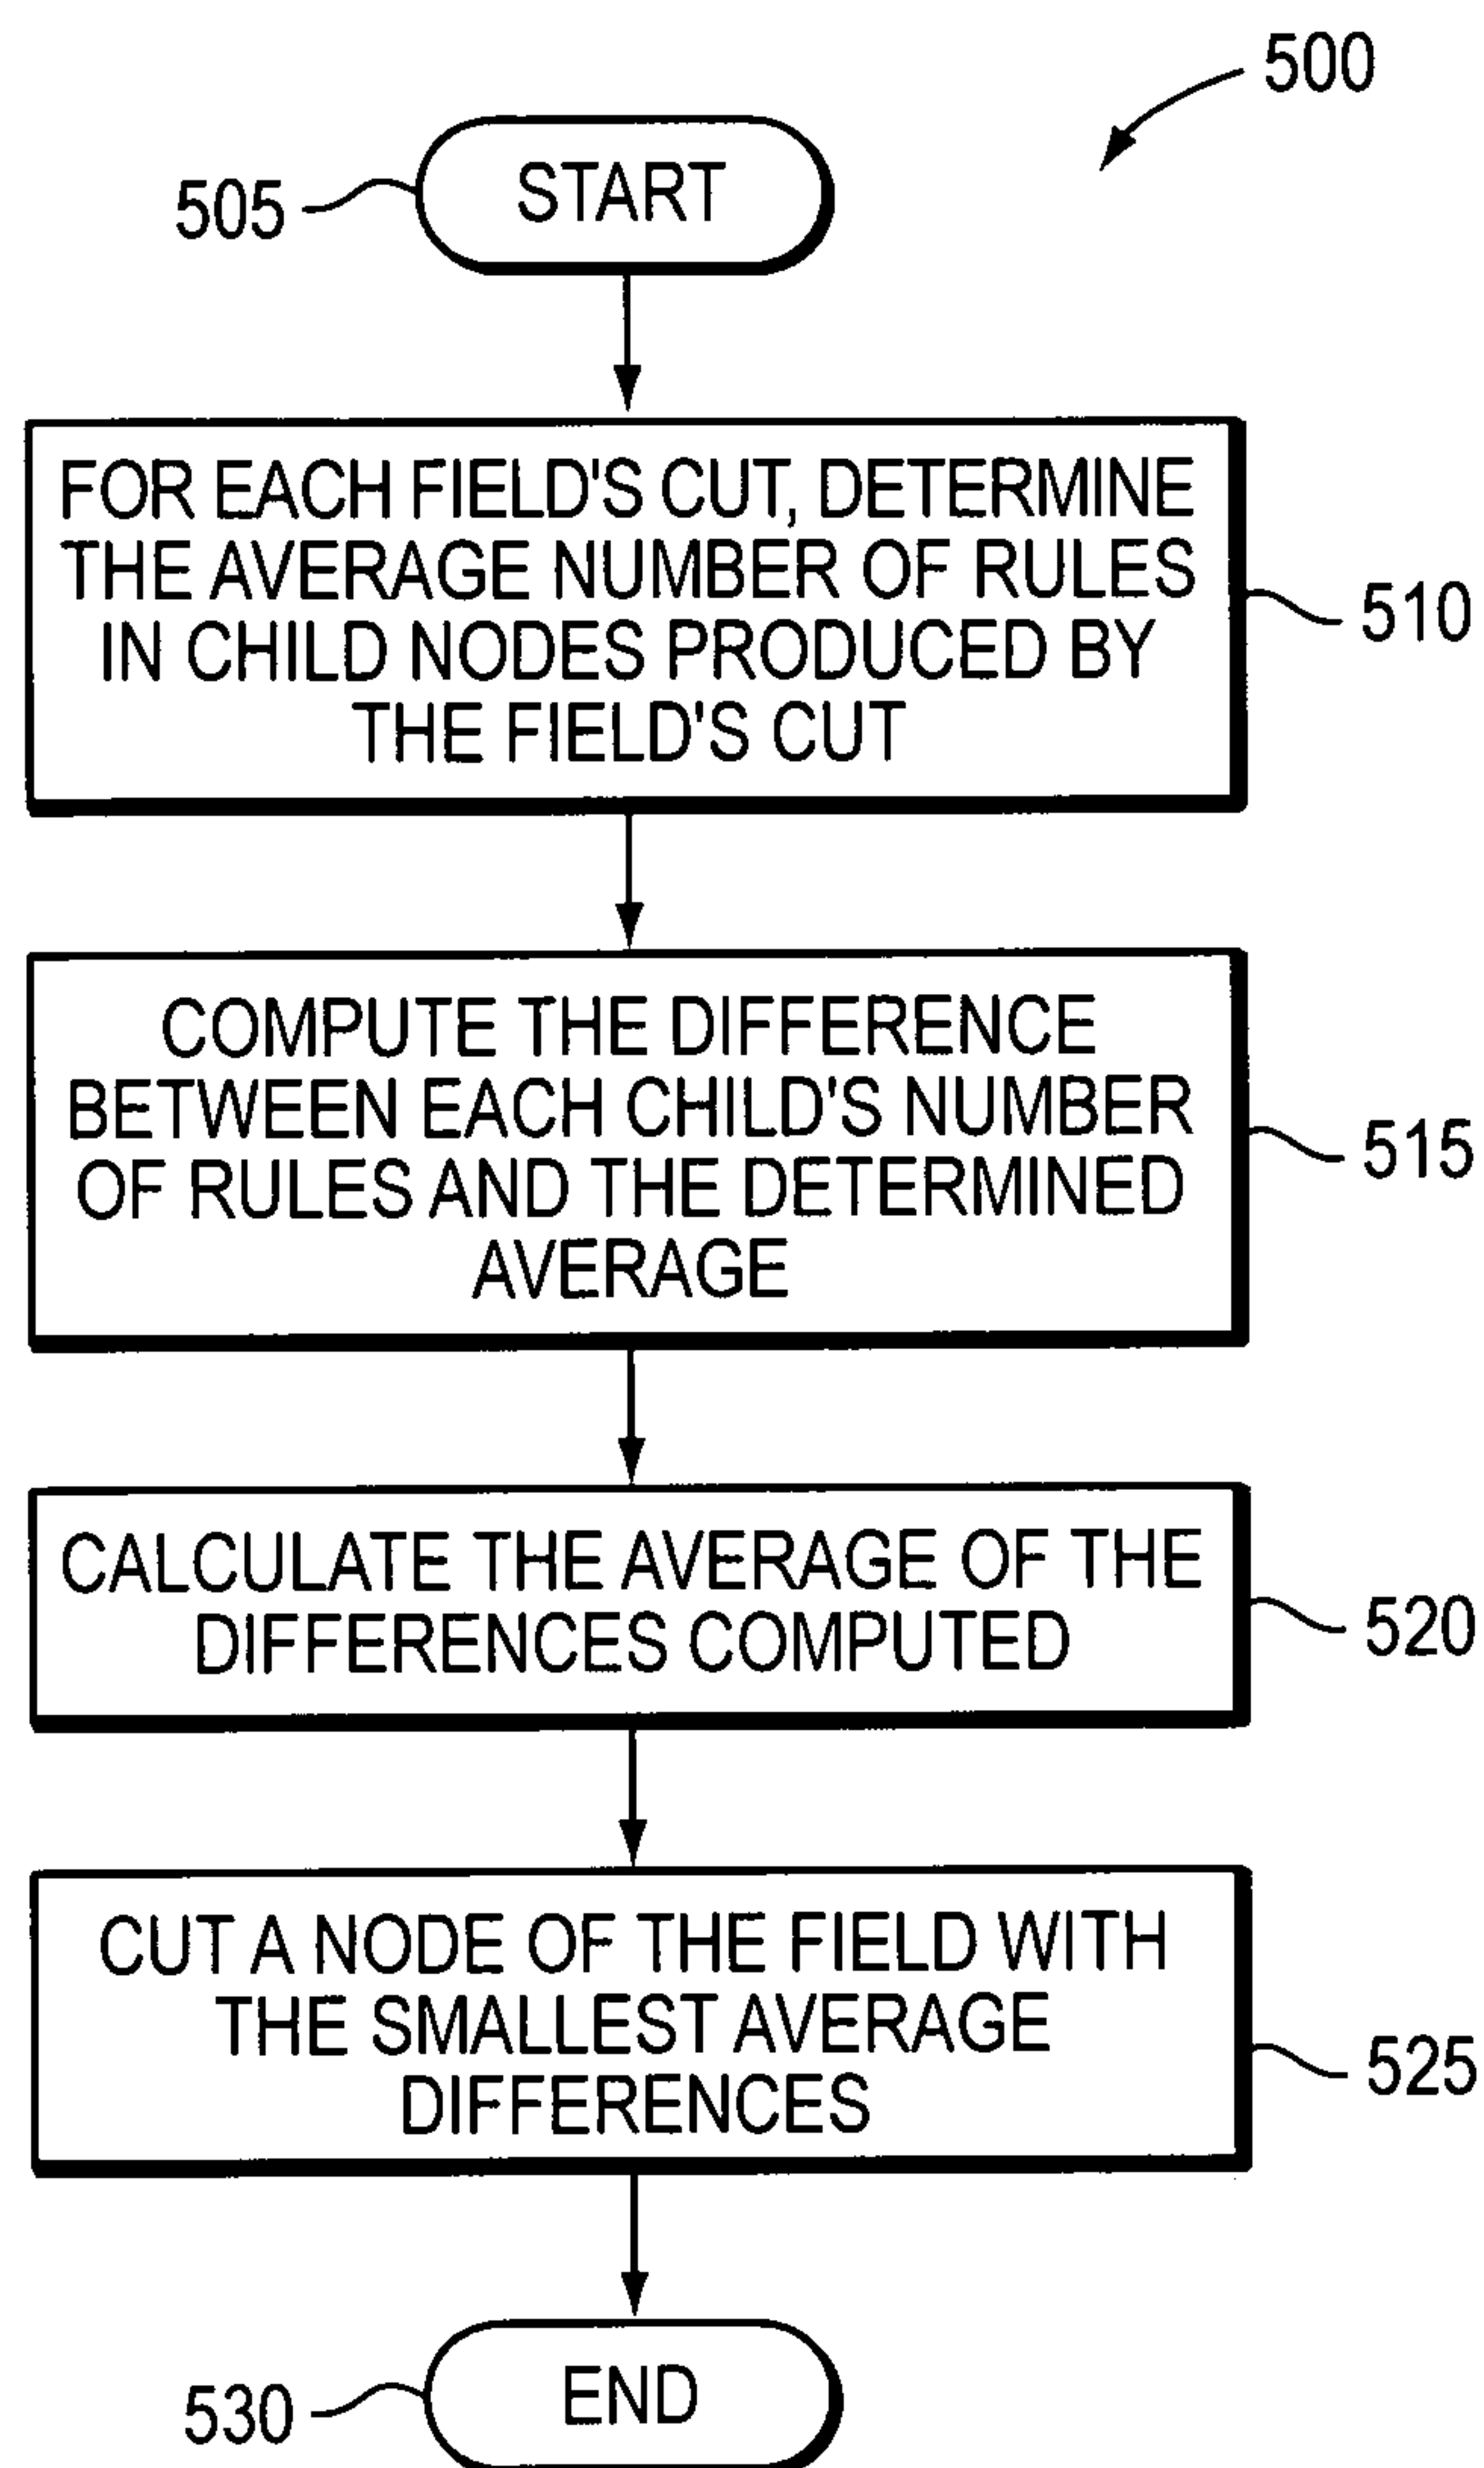 500
505
START
FOR EACH FIELD'S CUT, DETERMINE
THE AVERAGE NUMBER OF RULES
IN CHILD NODES PRODUCED BY
THE FIELD'S CUT
510
COMPUTE THE DIFFERENCE
BETWEEN EACH CHILD'S NUMBER
OF RULES AND THE DETERMINED
AVERAGE
515
CALCULATE THE AVERAGE OF THE
DIFFERENCES COMPUTED
520
CUT A NODE OF THE FIELD WITH
THE SMALLEST AVERAGE
DIFFERENCES
525
END
530